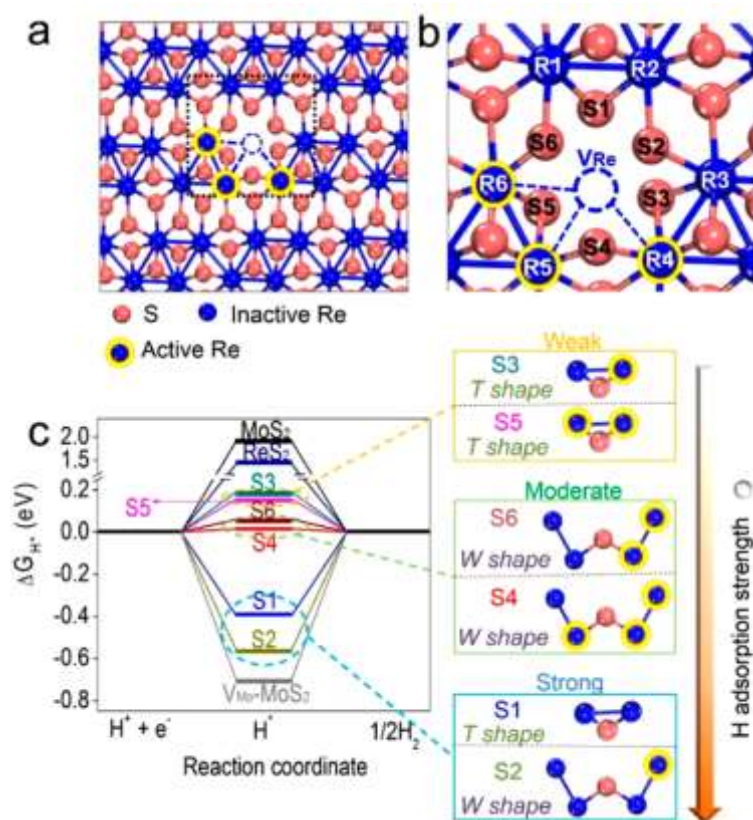 a
b
R1
R2
S1
S6
S2
VRe
R6
R3
S3
S5
S4
R5
R4
S
Inactive Re
Active Re
Weak
S3
T shape
S5
T shape
Moderate
S6
W shape
S4
W shape
Strong
S1
T shape
S2
W shape
H adsorption strength
c
ΔG_H* (eV)
2.0
1.5
0.2
0.0
-0.2
-0.4
-0.6
-0.8
MoS₂
ReS₂
S3
S5
S6
S4
S1
S2
V_Mo-MoS₂
H⁺ + e⁻
H*
1/2H₂
Reaction coordinate